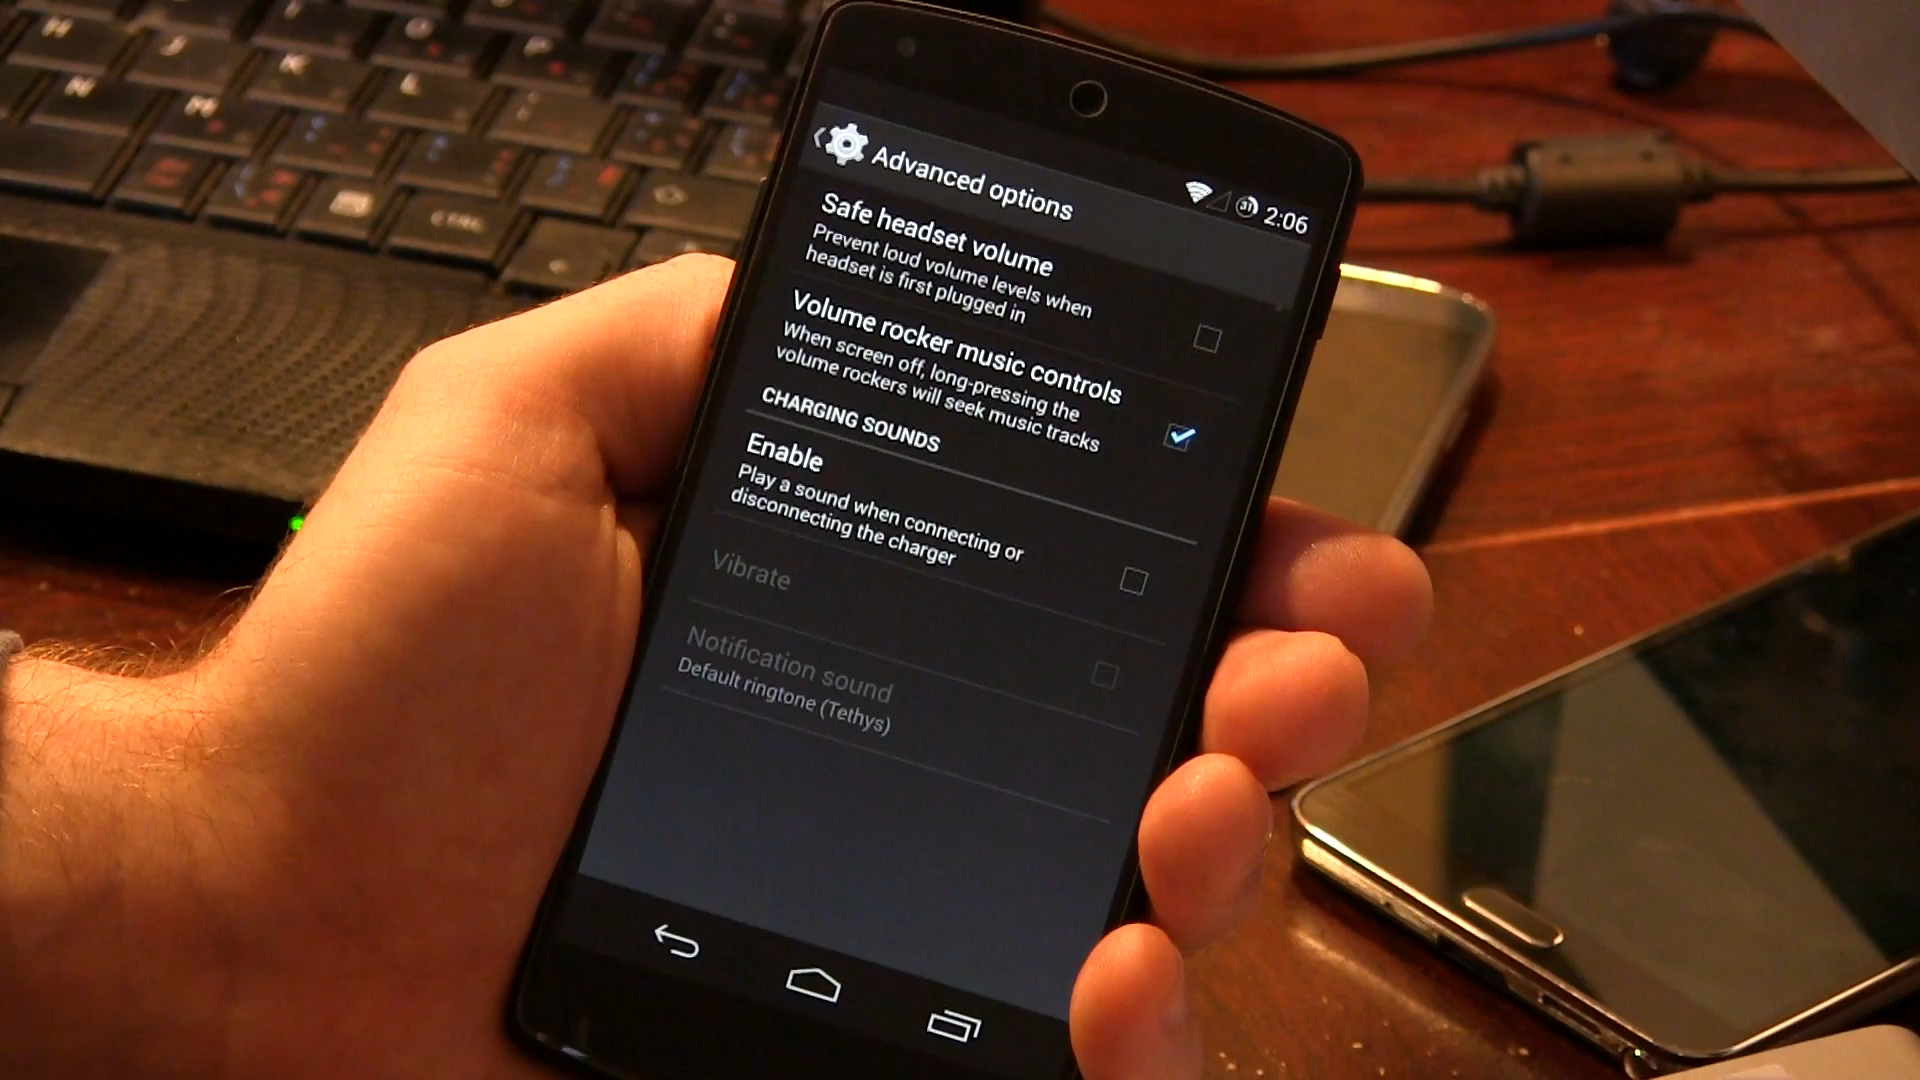 H
J
K
L
O
P
N
M
CTRL
Advanced options
31
2:06
Safe headset volume
Prevent loud volume levels when
headset is first plugged in
Volume rocker music controls
When screen off, long-pressing the
volume rockers will seek music tracks
CHARGING SOUNDS
Enable
Play a sound when connecting or
disconnecting the charger
Vibrate
Notification sound
Default ringtone (Tethys)